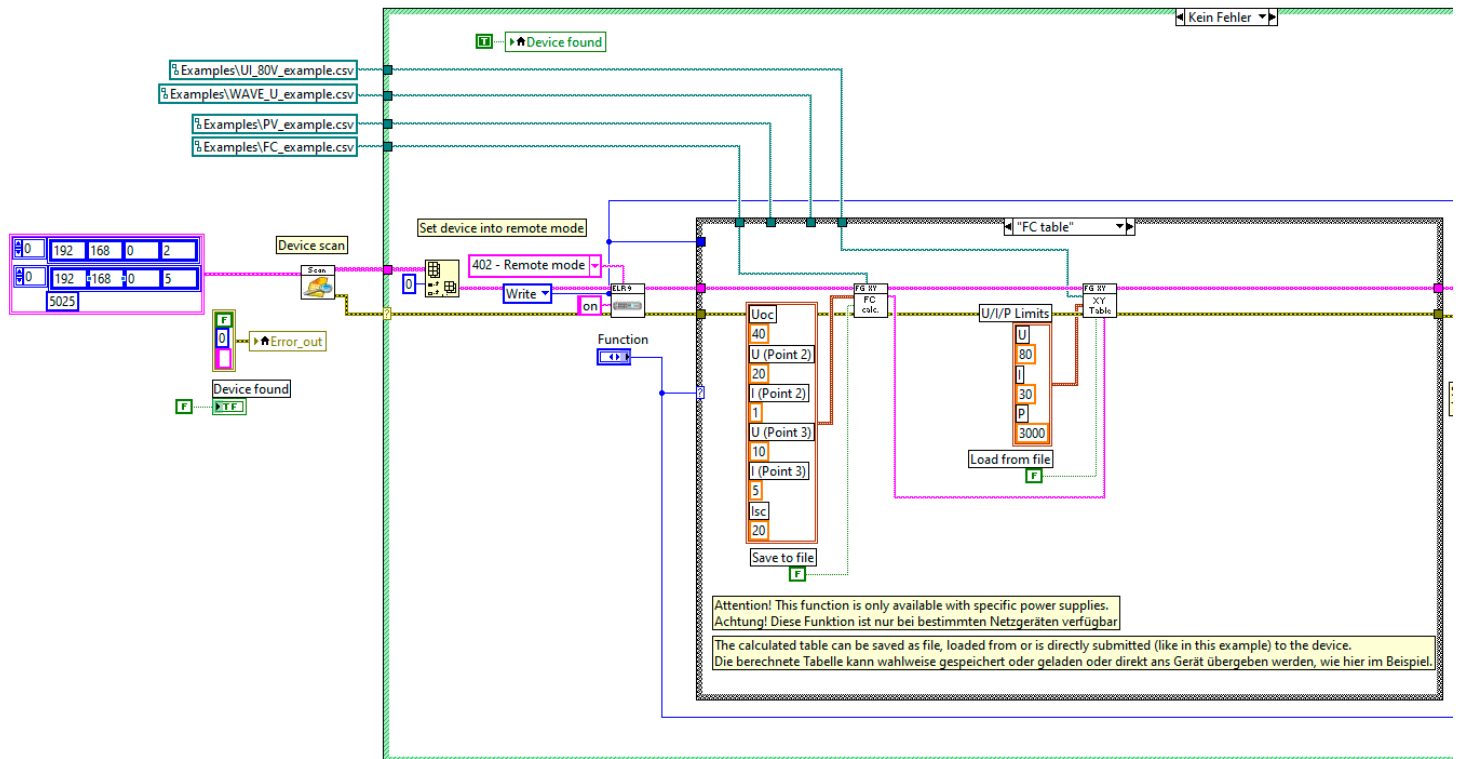 Kein Fehler
T
Device found
Examples\UI_80V_example.csv
Examples\WAVE_U_example.csv
Examples\PV_example.csv
Examples\FC_example.csv
Set device into remote mode
"FC table"
Device scan
0 192 168 0 2
0 192 168 0 5
5025
Scan
402 - Remote mode
0
Write
on
ELR9
FG XY
FC
calc.
FG XY
XY
Table
F
0
Error_out
Device found
F
TF
Function
?
?
Uoc
40
U (Point 2)
20
I (Point 2)
1
U (Point 3)
10
I (Point 3)
5
Isc
20
Save to file
F
U/I/P Limits
U
80
I
30
P
3000
Load from file
F
Attention! This function is only available with specific power supplies.
Achtung! Diese Funktion ist nur bei bestimmten Netzgeräten verfügbar
The calculated table can be saved as file, loaded from or is directly submitted (like in this example) to the device.
Die berechnete Tabelle kann wahlweise gespeichert oder geladen oder direkt ans Gerät übergeben werden, wie hier im Beispiel.